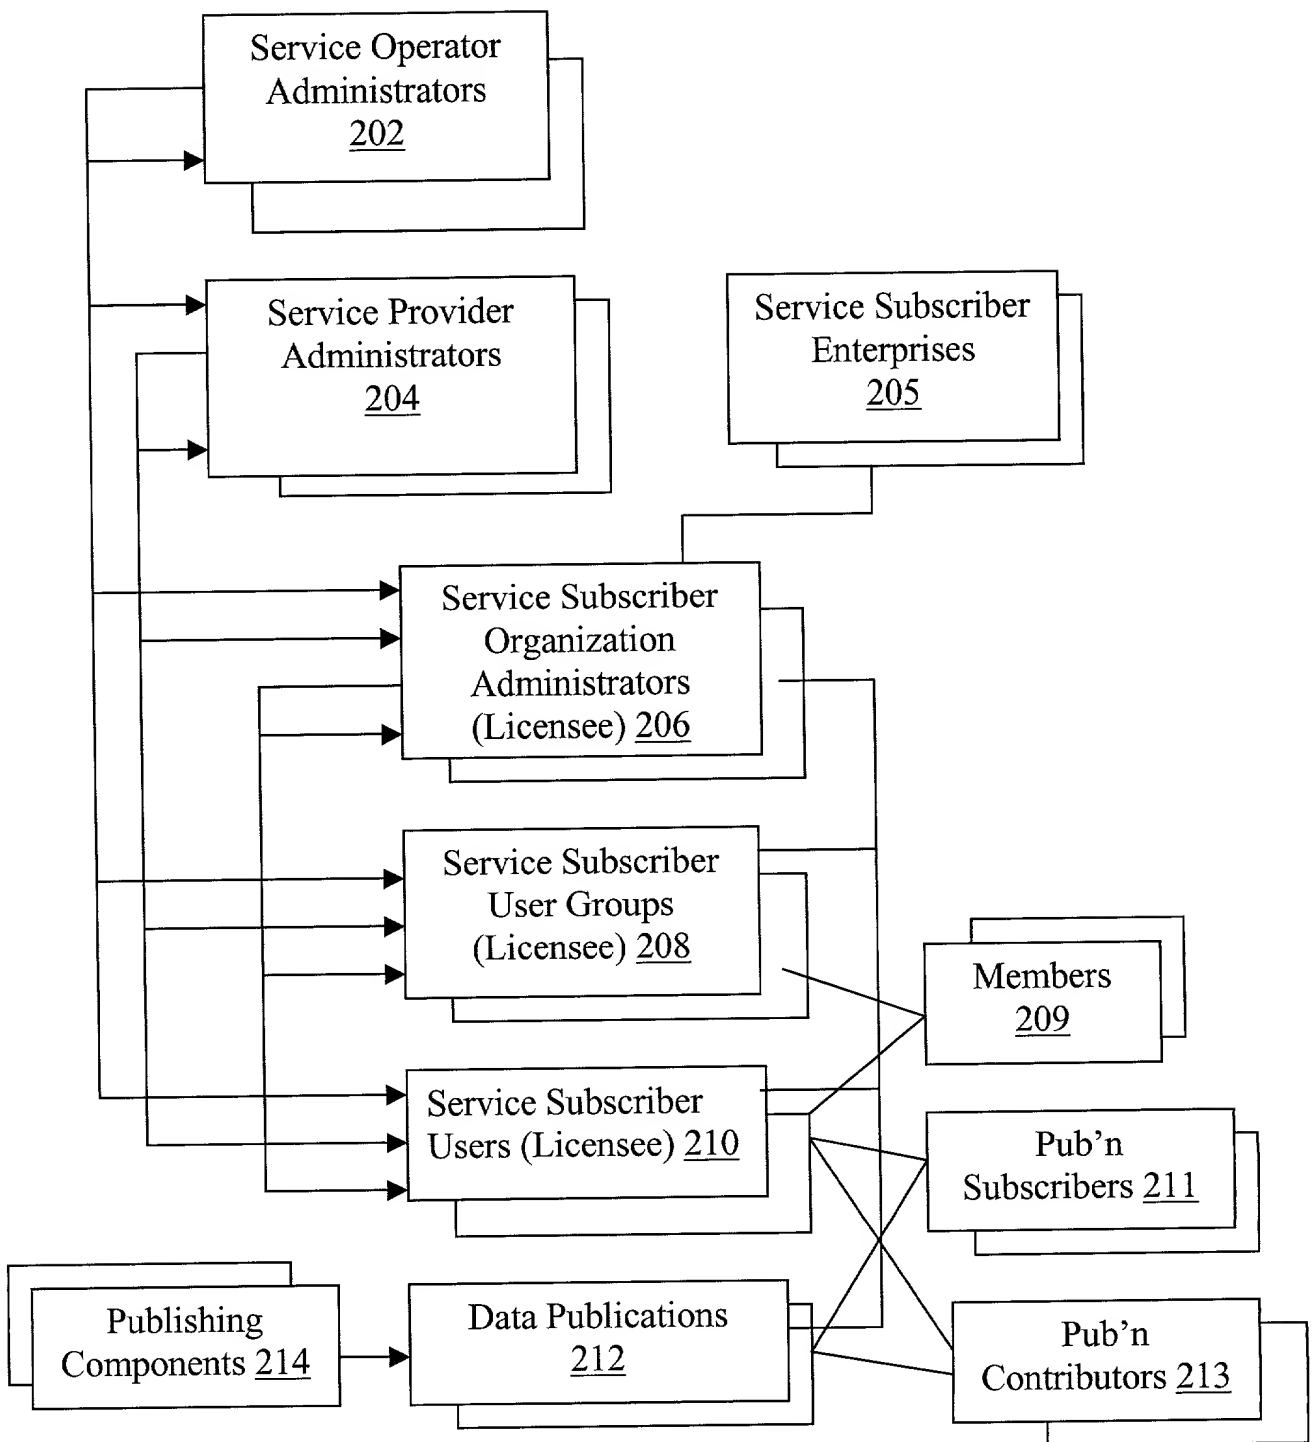 Service Operator
Administrators
202
Service Provider
Administrators
204
Service Subscriber
Enterprises
205
Service Subscriber
Organization
Administrators
(Licensee) 206
Service Subscriber
User Groups
(Licensee) 208
Members
209
Service Subscriber
Users (Licensee) 210
Pub’n
Subscribers 211
Publishing
Components 214
Data Publications
212
Pub’n
Contributors 213